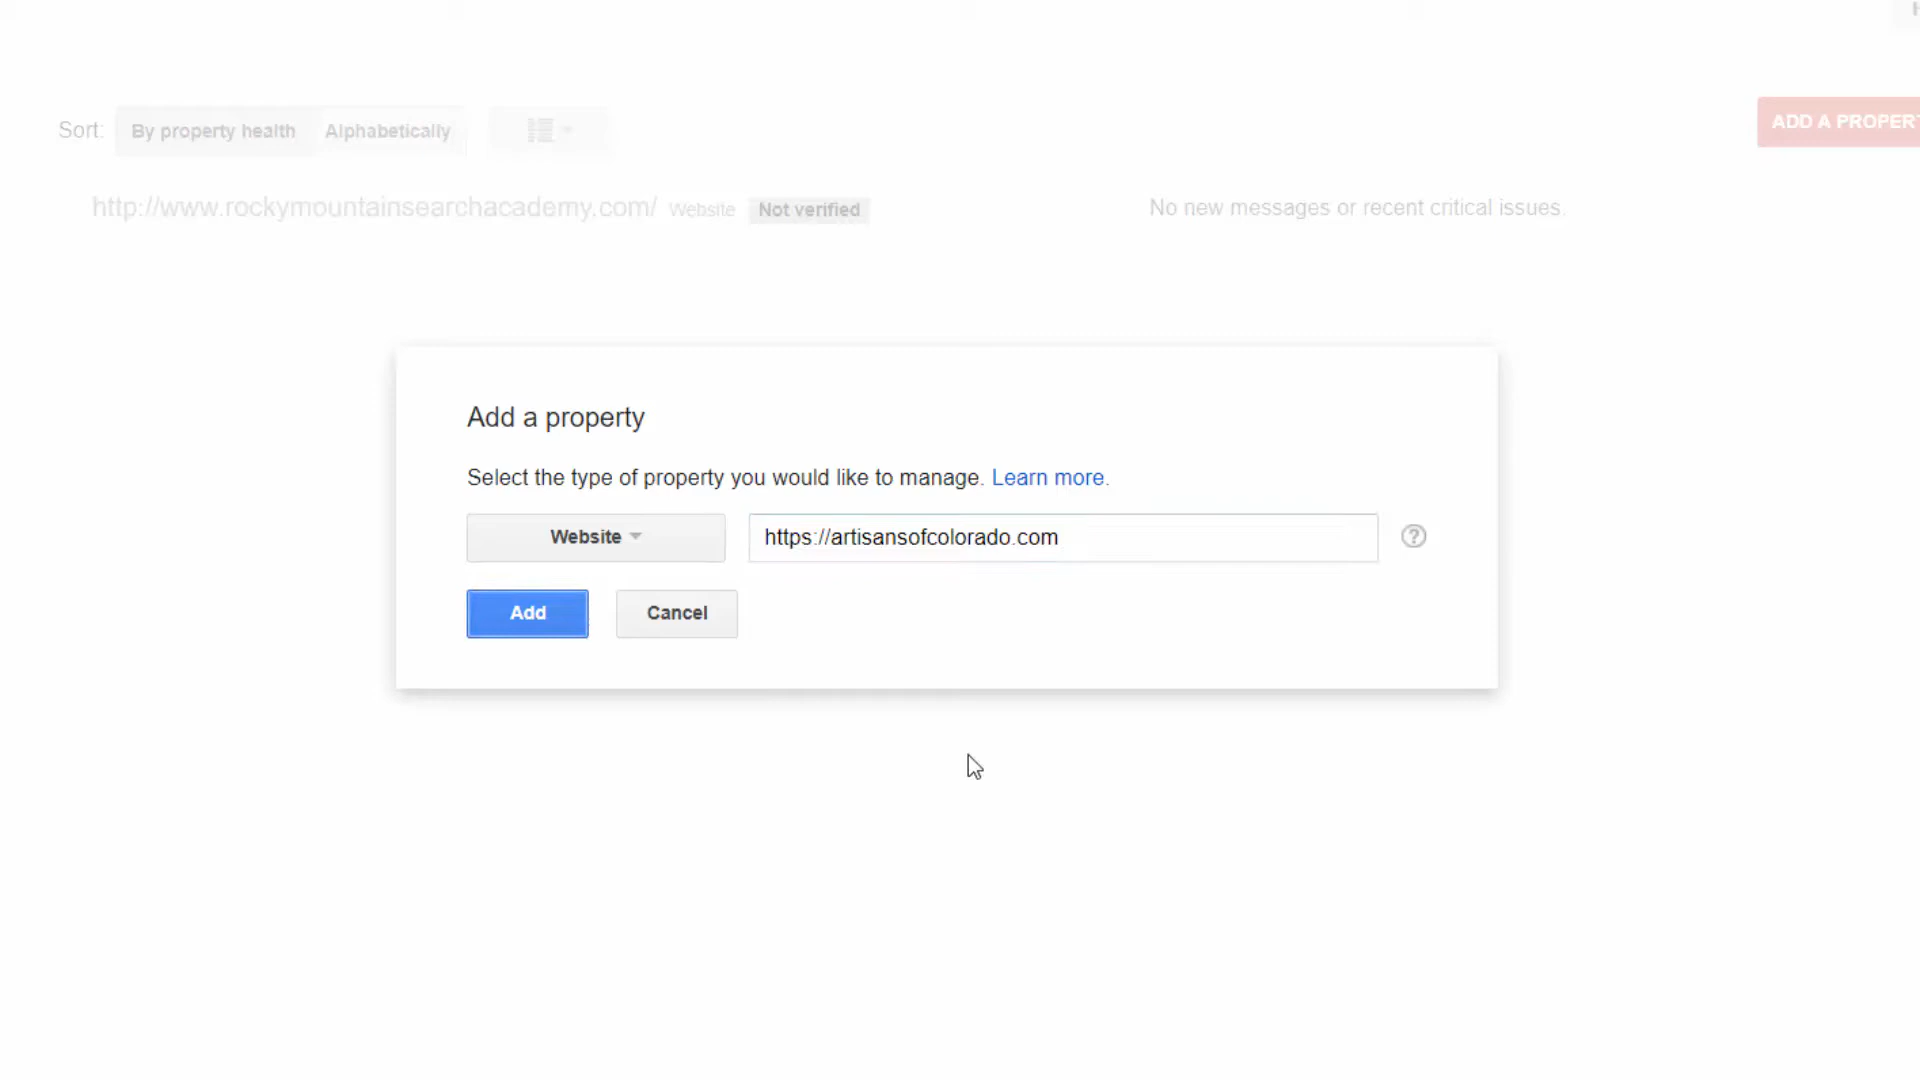 Sort: By property health Alphabetically
ADD A PROPERT
http://www.rockymountainsearchacademy.com/ Website Not verified No new messages or recent critical issues.
Add a property
Select the type of property you would like to manage. Learn more.
Website https://artisansofcolorado.com ?
Add Cancel